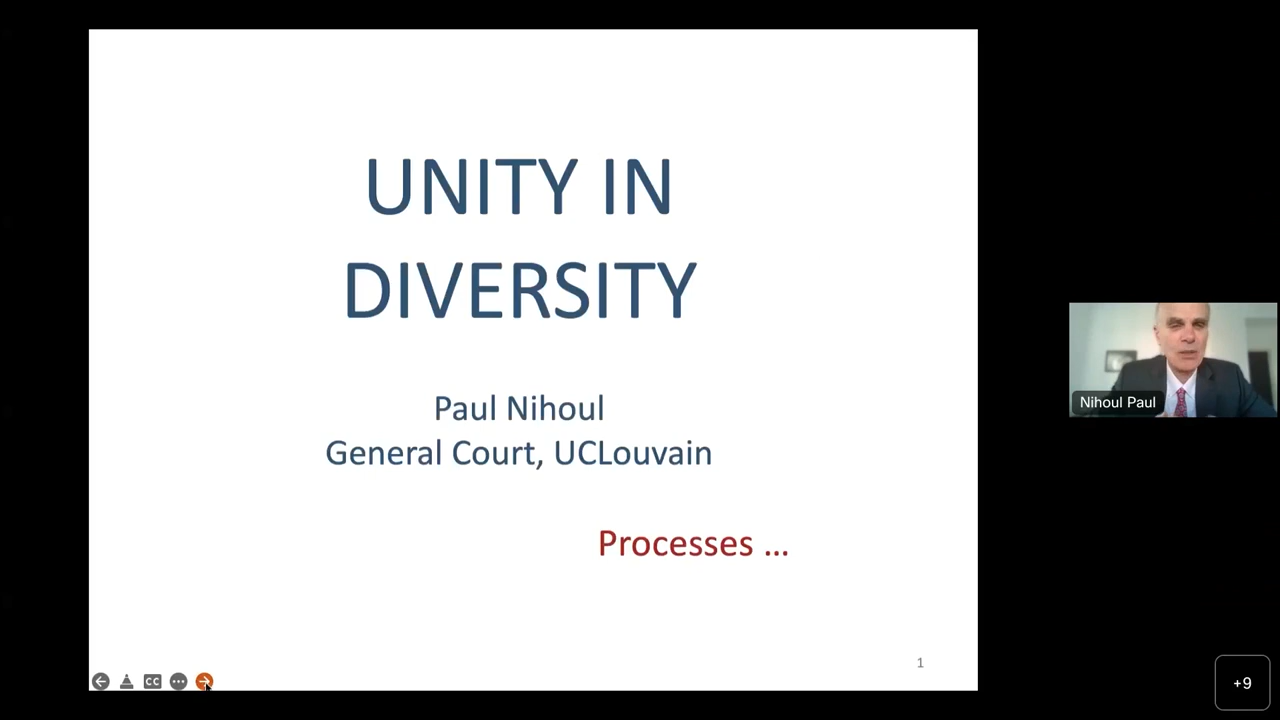 UNITY IN
DIVERSITY
Paul Nihoul
General Court, UCLouvain
Processes ...
1
CC
Nihoul Paul
+9